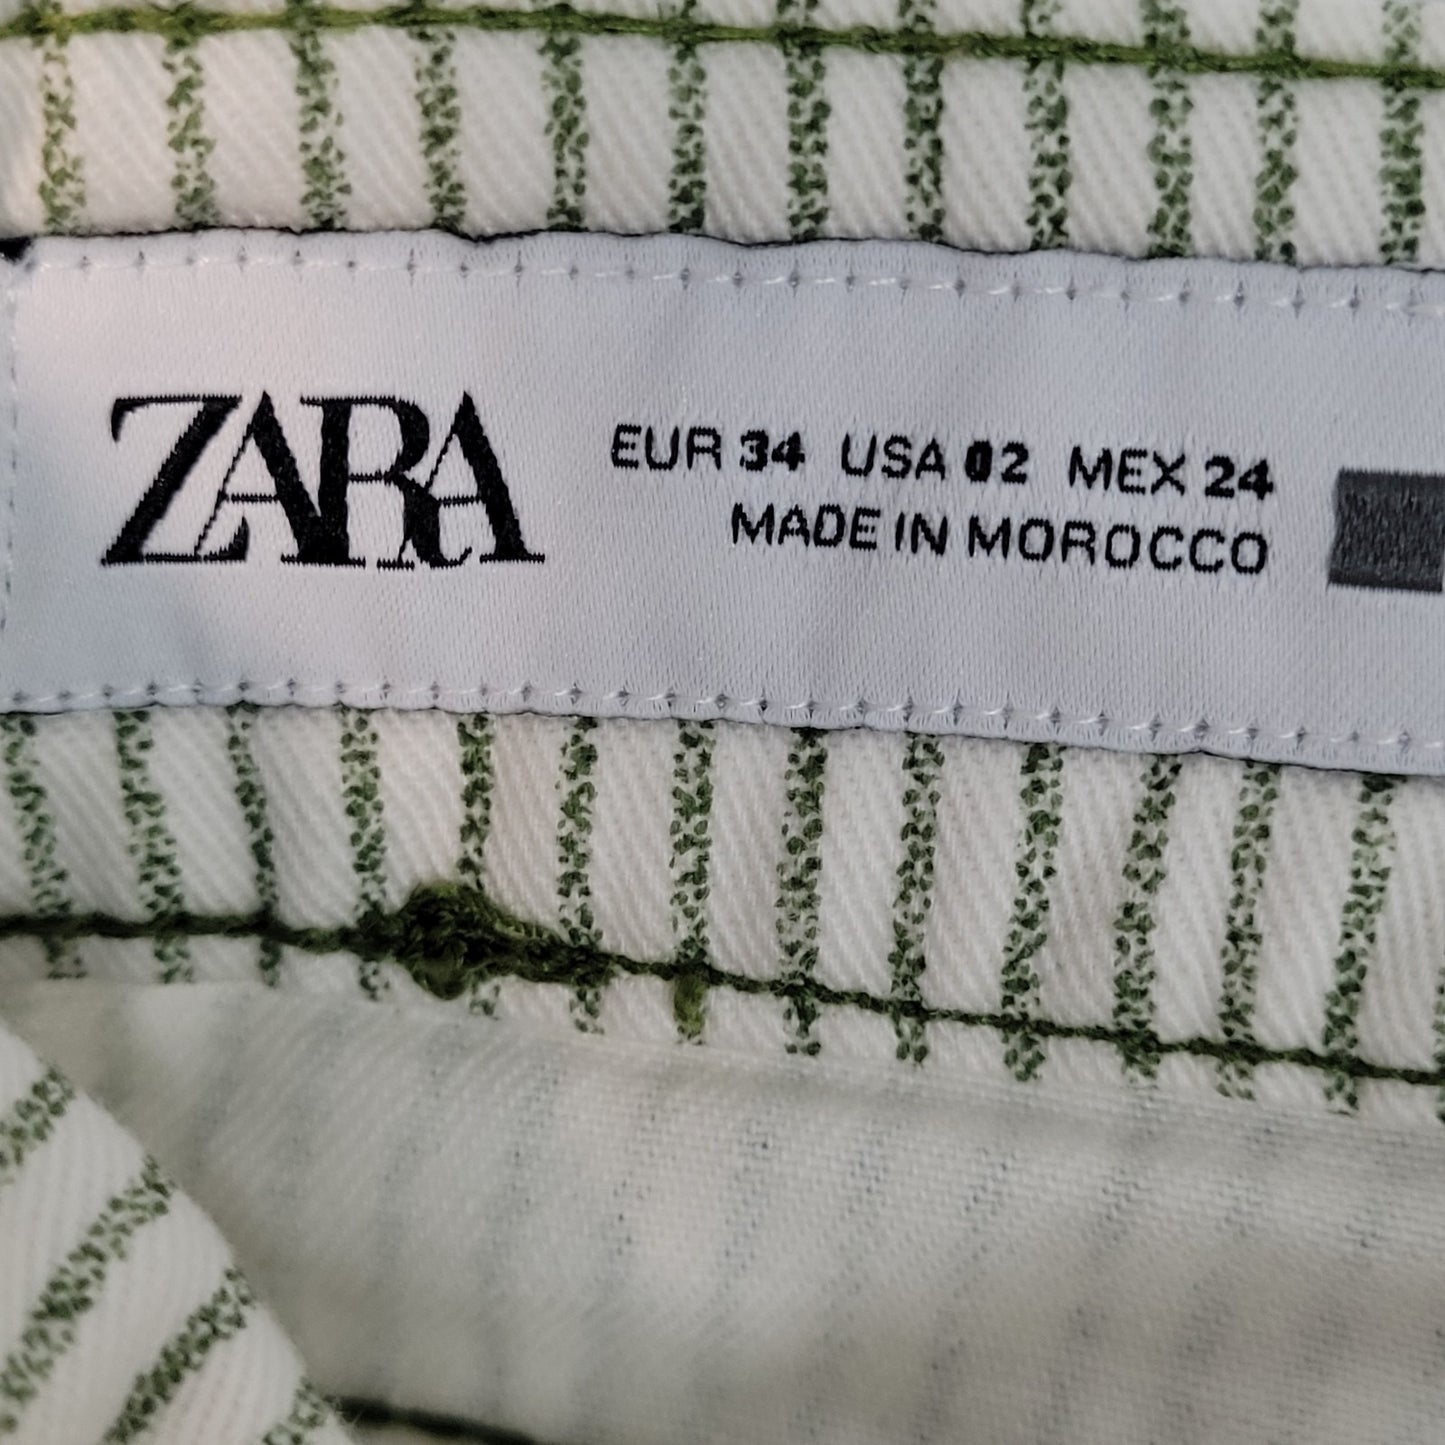 ZARA
EUR 34 USA 02 MEX 24
MADE IN MOROCCO